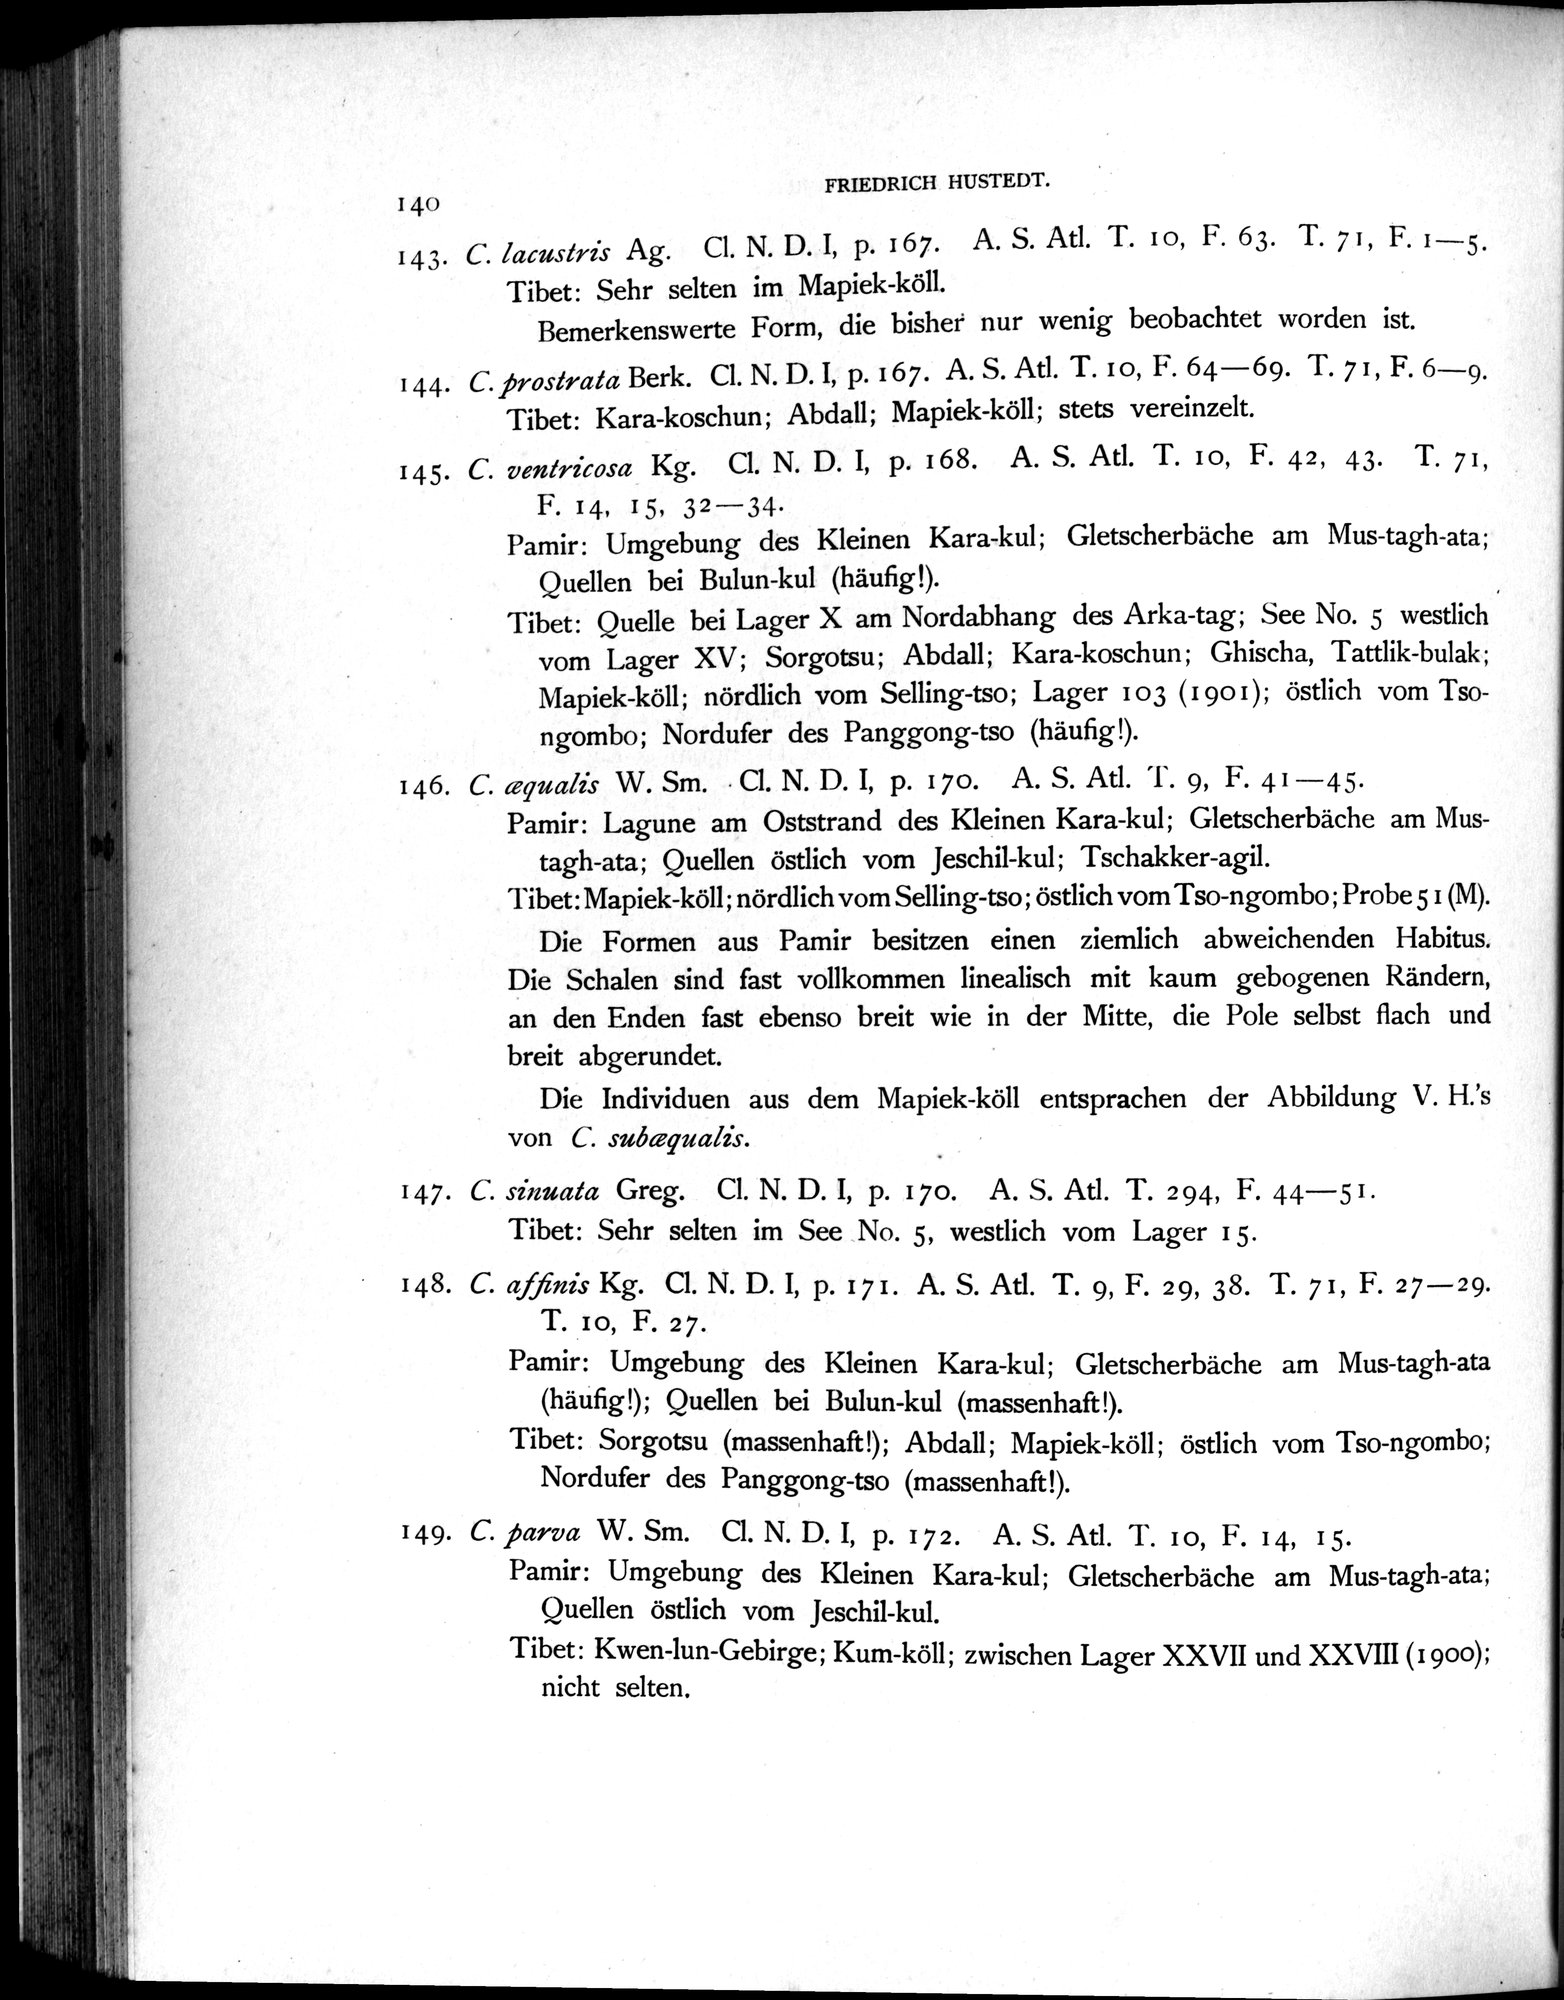 FRIEDRICH HUSTEDT.
140
143. C. lacustris Ag. Cl. N. D. I, p. 167. A. S. Atl. T. 10, F. 63. T. 71, F. 1—5.
Tibet: Sehr selten im Mapiek-köll.
Bemerkenswerte Form, die bisher nur wenig beobachtet worden ist.
144. C. prostrata Berk. Cl. N. D. I, p. 167. A. S. Atl. T. 10, F. 64—69. T. 71, F. 6—9.
Tibet: Kara-koschun; Abdall; Mapiek-köll; stets vereinzelt.
145. C. ventricosa Kg. Cl. N. D. I, p. 168. A. S. Atl. T. 10, F. 42, 43. T. 71,
F. 14, 15, 32—34.
Pamir: Umgebung des Kleinen Kara-kul; Gletscherbäche am Mus-tagh-ata;
Quellen bei Bulun-kul (häufig!).
Tibet: Quelle bei Lager X am Nordabhang des Arka-tag; See No. 5 westlich
vom Lager XV; Sorgotsu; Abdall; Kara-koschun; Ghischa, Tattlik-bulak;
Mapiek-köll; nördlich vom Selling-tso; Lager 103 (1901); östlich vom Tso-
ngombo; Nordufer des Panggong-tso (häufig!).
146. C. æqualis W. Sm. Cl. N. D. I, p. 170. A. S. Atl. T. 9, F. 41—45.
Pamir: Lagune am Oststrand des Kleinen Kara-kul; Gletscherbäche am Mus-
tagh-ata; Quellen östlich vom Jeschil-kul; Tschakker-agil.
Tibet: Mapiek-köll; nördlich vom Selling-tso; östlich vom Tso-ngombo; Probe 51 (M).
Die Formen aus Pamir besitzen einen ziemlich abweichenden Habitus.
Die Schalen sind fast vollkommen linealisch mit kaum gebogenen Rändern,
an den Enden fast ebenso breit wie in der Mitte, die Pole selbst flach und
breit abgerundet.
Die Individuen aus dem Mapiek-köll entsprachen der Abbildung V. H.'s
von C. subæqualis.
147. C. sinuata Greg. Cl. N. D. I, p. 170. A. S. Atl. T. 294, F. 44—51.
Tibet: Sehr selten im See No. 5, westlich vom Lager 15.
148. C. affinis Kg. Cl. N. D. I, p. 171. A. S. Atl. T. 9, F. 29, 38. T. 71, F. 27—29.
T. 10, F. 27.
Pamir: Umgebung des Kleinen Kara-kul; Gletscherbäche am Mus-tagh-ata
(häufig!); Quellen bei Bulun-kul (massenhaft!).
Tibet: Sorgotsu (massenhaft!); Abdall; Mapiek-köll; östlich vom Tso-ngombo;
Nordufer des Panggong-tso (massenhaft!).
149. C. parva W. Sm. Cl. N. D. I, p. 172. A. S. Atl. T. 10, F. 14, 15.
Pamir: Umgebung des Kleinen Kara-kul; Gletscherbäche am Mus-tagh-ata;
Quellen östlich vom Jeschil-kul.
Tibet: Kwen-lun-Gebirge; Kum-köll; zwischen Lager XXVII und XXVIII (1900);
nicht selten.